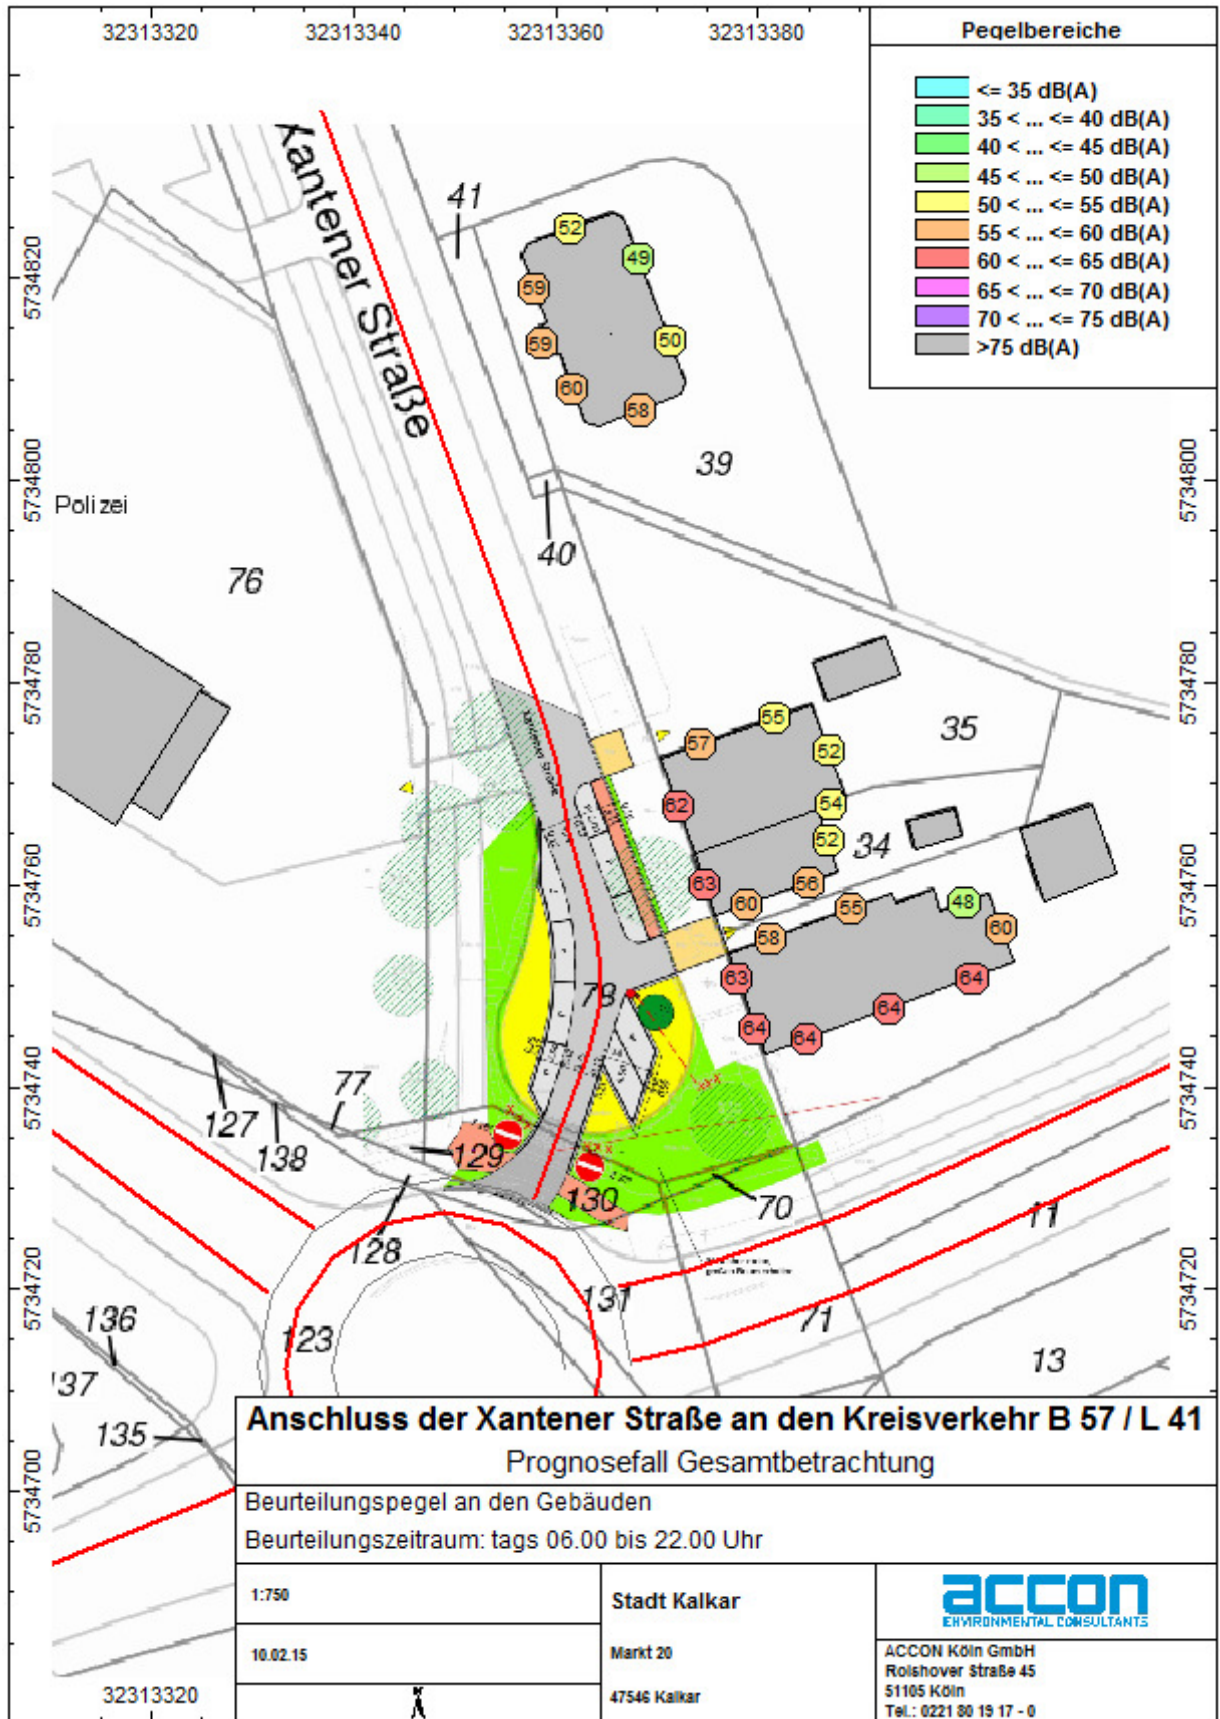 32313320 32313340 32313360 32313380
Pegelbereiche
<= 35 dB(A)
35 < ... <= 40 dB(A)
40 < ... <= 45 dB(A)
45 < ... <= 50 dB(A)
50 < ... <= 55 dB(A)
55 < ... <= 60 dB(A)
60 < ... <= 65 dB(A)
65 < ... <= 70 dB(A)
70 < ... <= 75 dB(A)
>75 dB(A)
Xantener Straße
41
52
49
59
59
50
60
58
39
40
5734820
5734800
5734800
Polizei
76
5734780
5734780
55
57
52
62
54
52
35
34
63
56
60
55
48
58
60
63
64
64
64
64
Xantener Straße
5734760
5734760
79
5734740
5734740
77
127
138
129
130
70
128
11
131
71
123
13
136
137
135
5734720
5734720
5734700
32313320
Anschluss der Xantener Straße an den Kreisverkehr B 57 / L 41
Prognosefall Gesamtbetrachtung
Beurteilungspegel an den Gebäuden
Beurteilungszeitraum: tags 06.00 bis 22.00 Uhr
1:750
10.02.15
Stadt Kalkar
Markt 20
47546 Kalkar
accon
ENVIRONMENTAL CONSULTANTS
ACCON Köln GmbH
Rolshover Straße 45
51105 Köln
Tel.: 0221 80 19 17 - 0